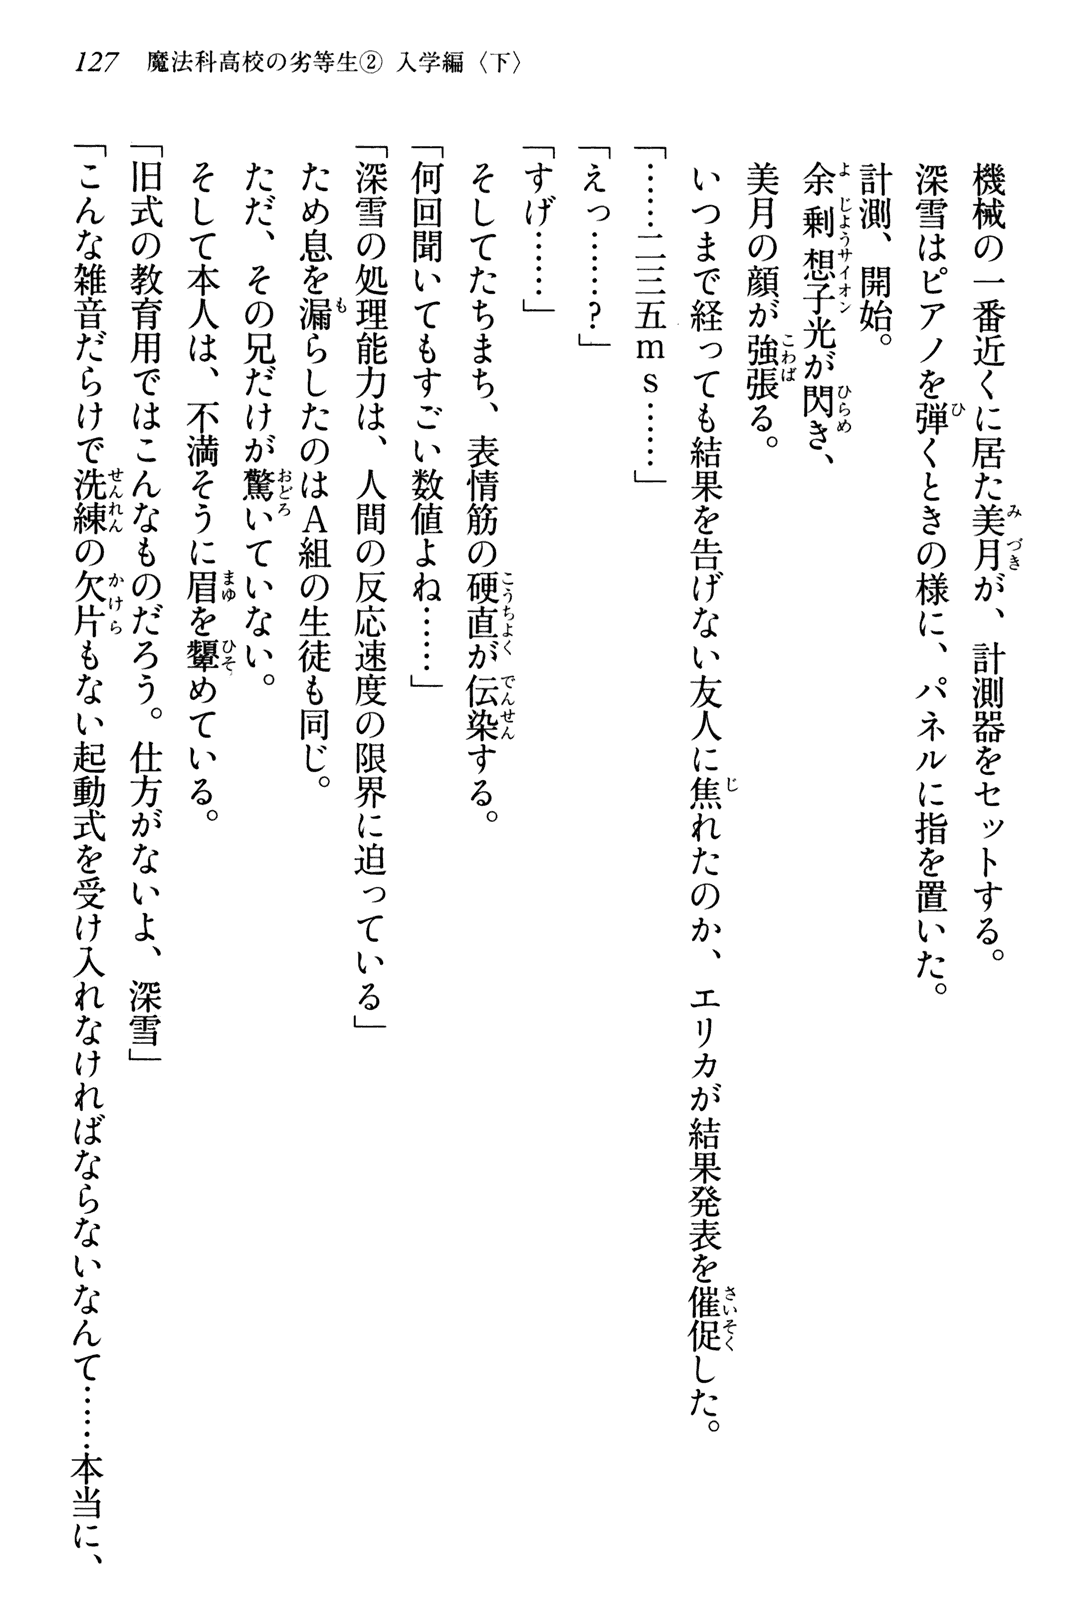 127　魔法科高校の劣等生② 入学編〈下〉
機械の一番近くに居た美月が、計測器をセットする。
深雪はピアノを弾くときの様に、パネルに指を置いた。
計測、開始。
余剰想子光が閃き、
美月の顔が強張る。
いつまで経っても結果を告げない友人に焦れたのか、エリカが結果発表を催促した。
「……二三五ｍｓ……」
「えっ……？」
「すげ……」
そしてたちまち、表情筋の硬直が伝染する。
「何回聞いてもすごい数値よね……」
「深雪の処理能力は、人間の反応速度の限界に迫っている」
ため息を漏らしたのはＡ組の生徒も同じ。
ただ、その兄だけが驚いていない。
そして本人は、不満そうに眉を顰めている。
「旧式の教育用ではこんなものだろう。仕方がないよ、深雪」
「こんな雑音だらけで洗練の欠片もない起動式を受け入れなければならないなんて……本当に、